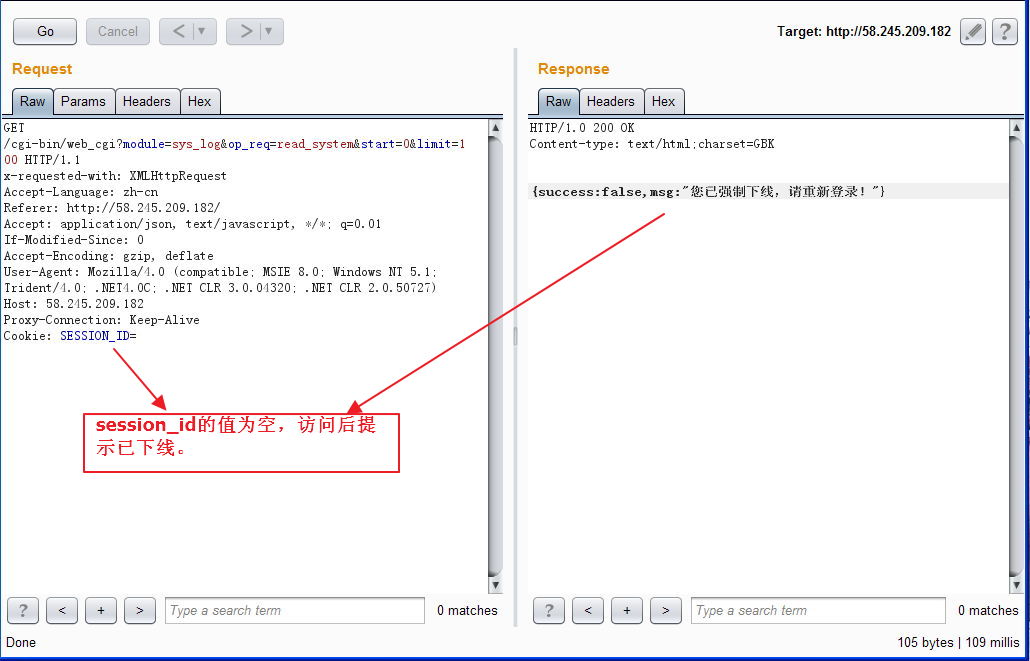 Go
Cancel
<
>
Target: http://58.245.209.182
?
Request
Response
Raw
Params
Headers
Hex
Raw
Headers
Hex
GET
/cgi-bin/web_cgi?module=sys_log&op_req=read_system&start=0&limit=1
00 HTTP/1.1
x-requested-with: XMLHttpRequest
Accept-Language: zh-cn
Referer: http://58.245.209.182/
Accept: application/json, text/javascript, */*; q=0.01
If-Modified-Since: 0
Accept-Encoding: gzip, deflate
User-Agent: Mozilla/4.0 (compatible; MSIE 8.0; Windows NT 5.1;
Trident/4.0; .NET4.0C; .NET CLR 3.0.04320; .NET CLR 2.0.50727)
Host: 58.245.209.182
Proxy-Connection: Keep-Alive
Cookie: SESSION_ID=
HTTP/1.0 200 OK
Content-type: text/html;charset=GBK
{success:false,msg:"您已强制下线，请重新登录！"}
session_id的值为空，访问后提
示已下线。
?
<
+
>
Type a search term
0 matches
?
<
+
>
Type a search term
0 matches
Done
105 bytes | 109 millis